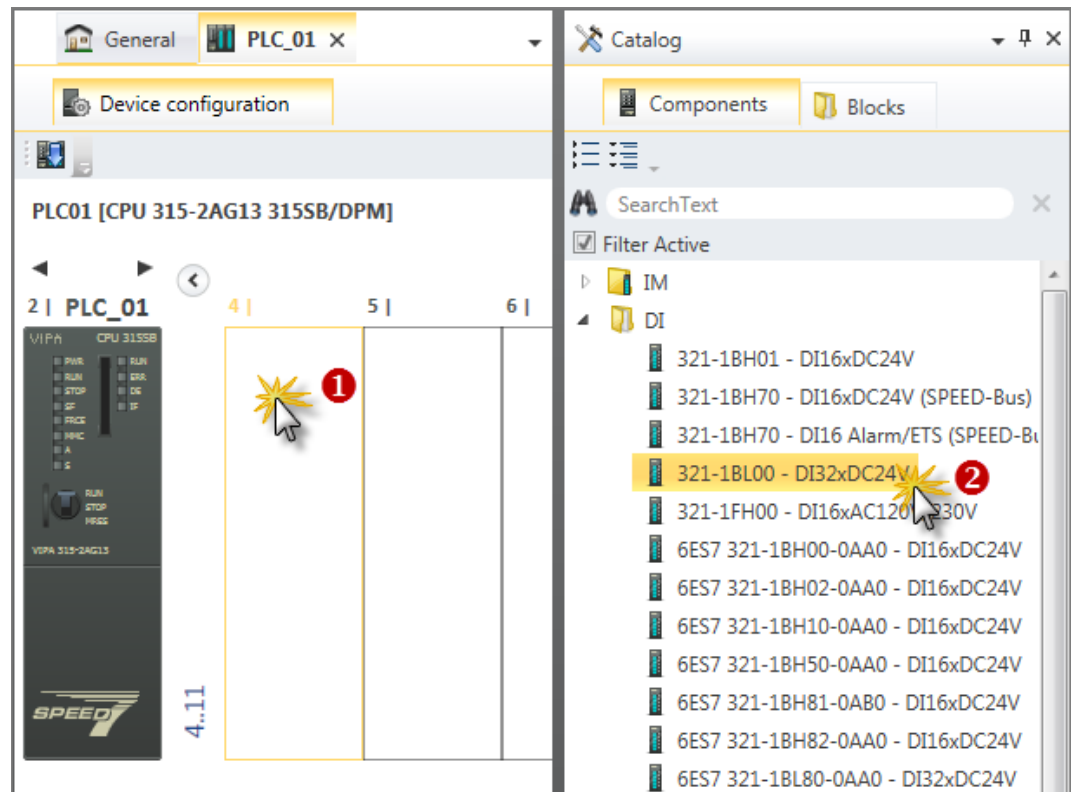 General
PLC_01
Device configuration
PLC01 [CPU 315-2AG13 315SB/DPM]
2 | PLC_01
4 |
5 |
6 |
VIPA CPU 315SB
PWR
RUN
STOP
SF
FRCE
MMC
A
S
RUN
ERR
DE
IF
RUN
STOP
MRES
VIPA 315-2AG13
SPEED7
4..11
1
Catalog
Components
Blocks
SearchText
Filter Active
IM
DI
321-1BH01 - DI16xDC24V
321-1BH70 - DI16xDC24V (SPEED-Bus)
321-1BH70 - DI16 Alarm/ETS (SPEED-Bu
321-1BL00 - DI32xDC24V
2
321-1FH00 - DI16xAC120V 230V
6ES7 321-1BH00-0AA0 - DI16xDC24V
6ES7 321-1BH02-0AA0 - DI16xDC24V
6ES7 321-1BH10-0AA0 - DI16xDC24V
6ES7 321-1BH50-0AA0 - DI16xDC24V
6ES7 321-1BH81-0AB0 - DI16xDC24V
6ES7 321-1BH82-0AA0 - DI16xDC24V
6ES7 321-1BL80-0AA0 - DI32xDC24V